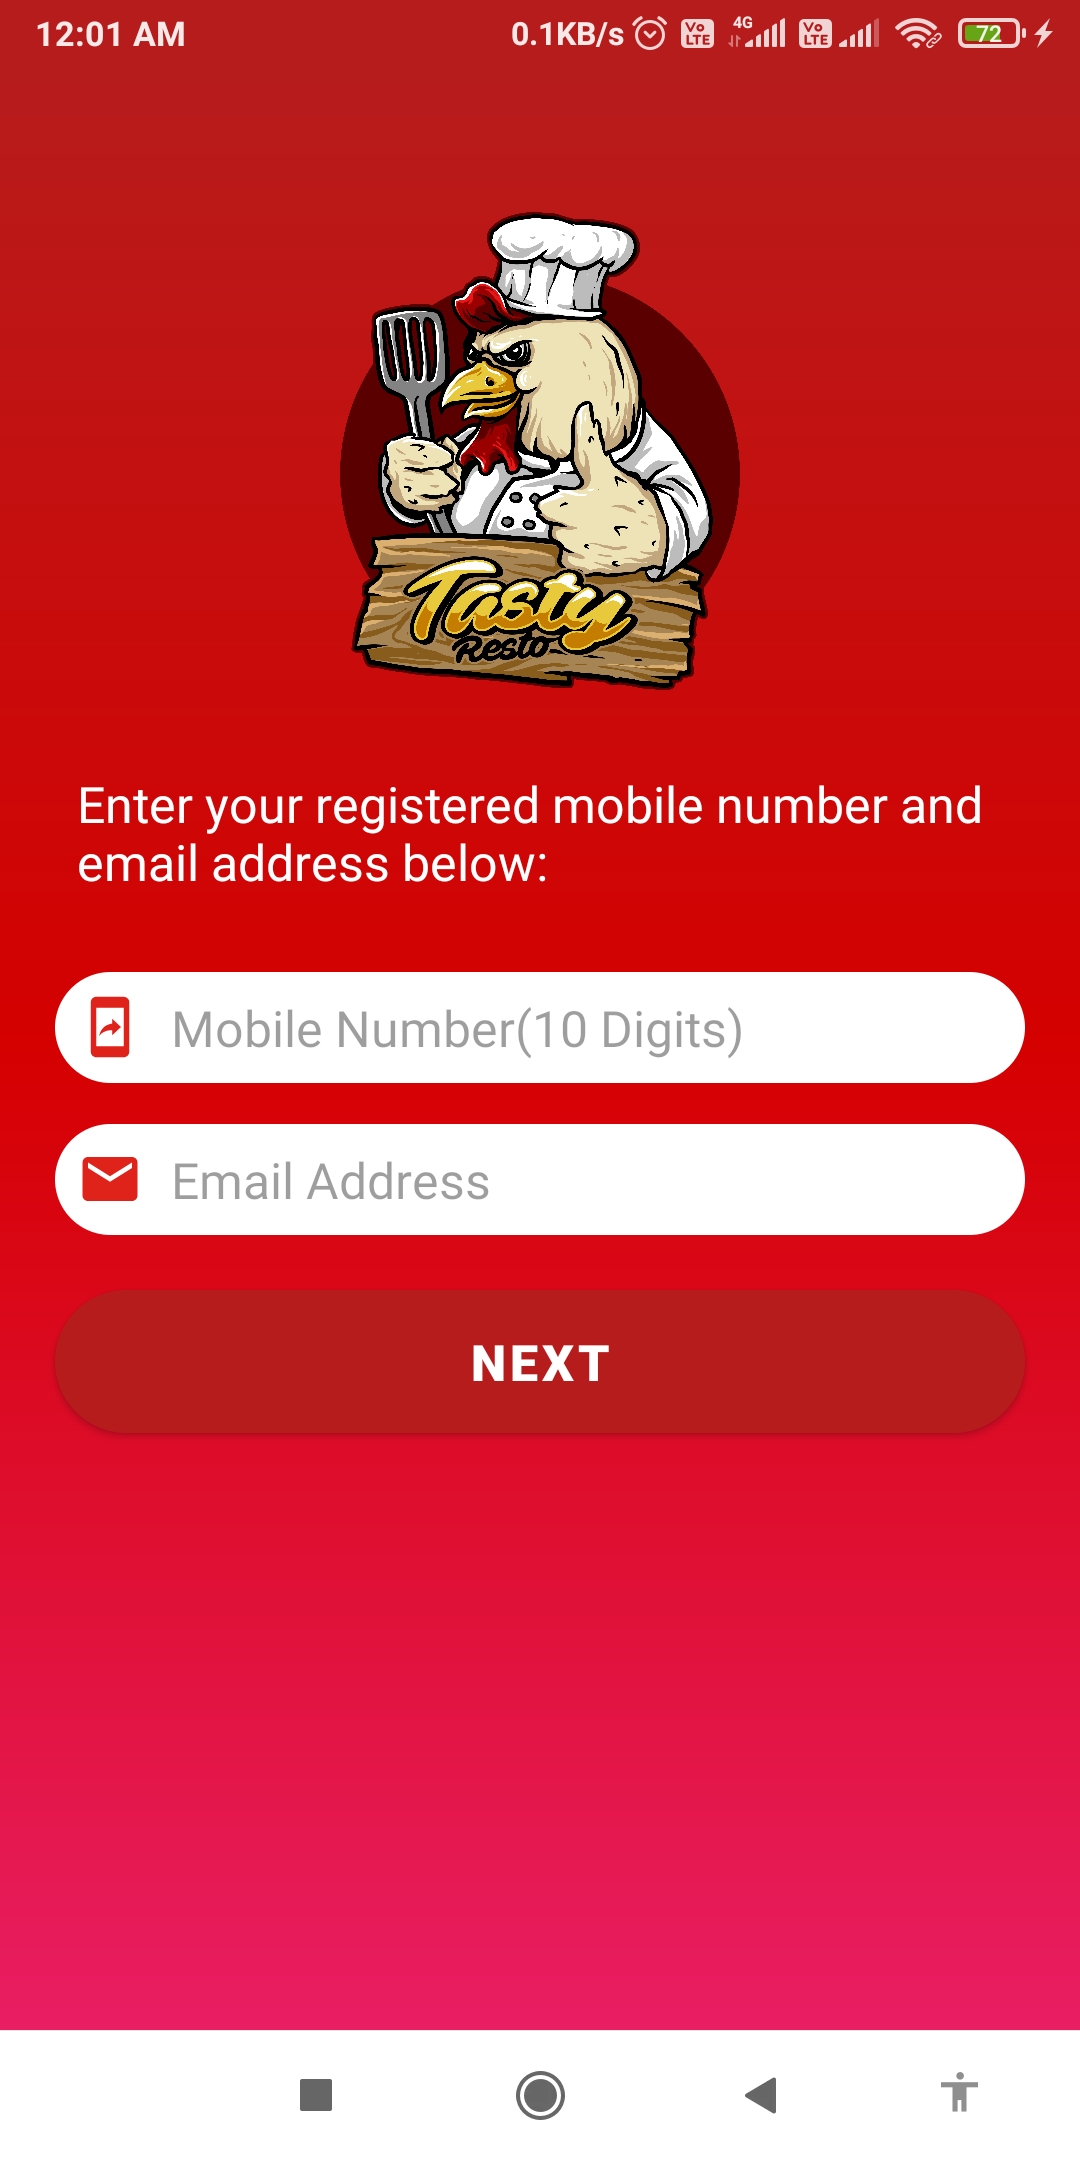 12:01 AM 0.1KB/s Vo LTE 4G Vo LTE 72
Tasty
Resto
Enter your registered mobile number and
email address below:
Mobile Number(10 Digits)
Email Address
NEXT